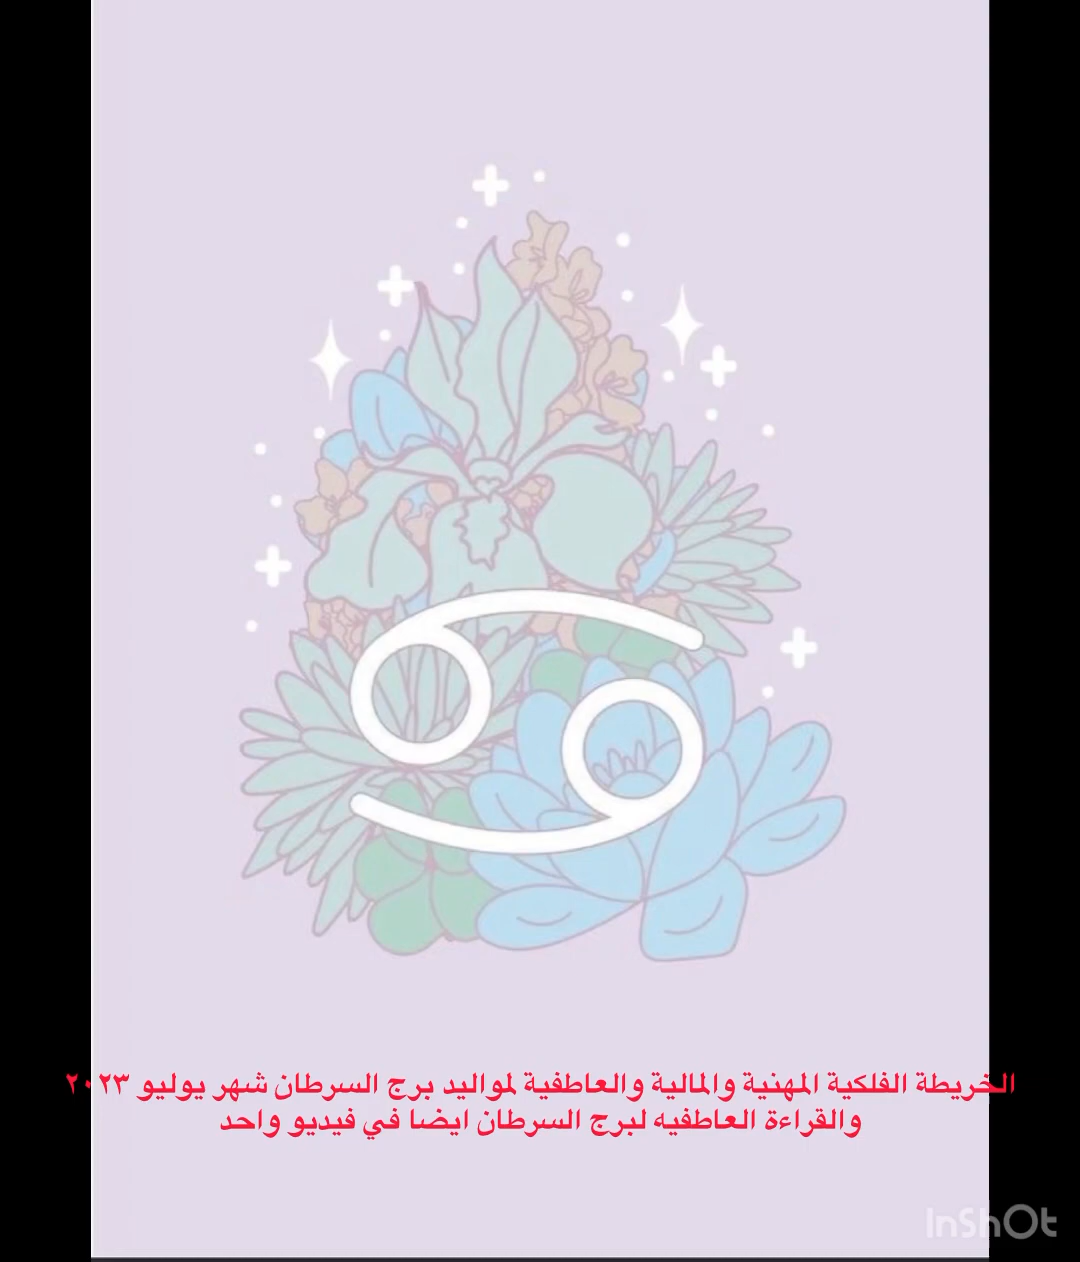 الخريطة الفلكية المهنية والمالية والعاطفية لمواليد برج السرطان شهر يوليو ٢٠٢٣
والقراءة العاطفيه لبرج السرطان ايضا في فيديو واحد
InShOt